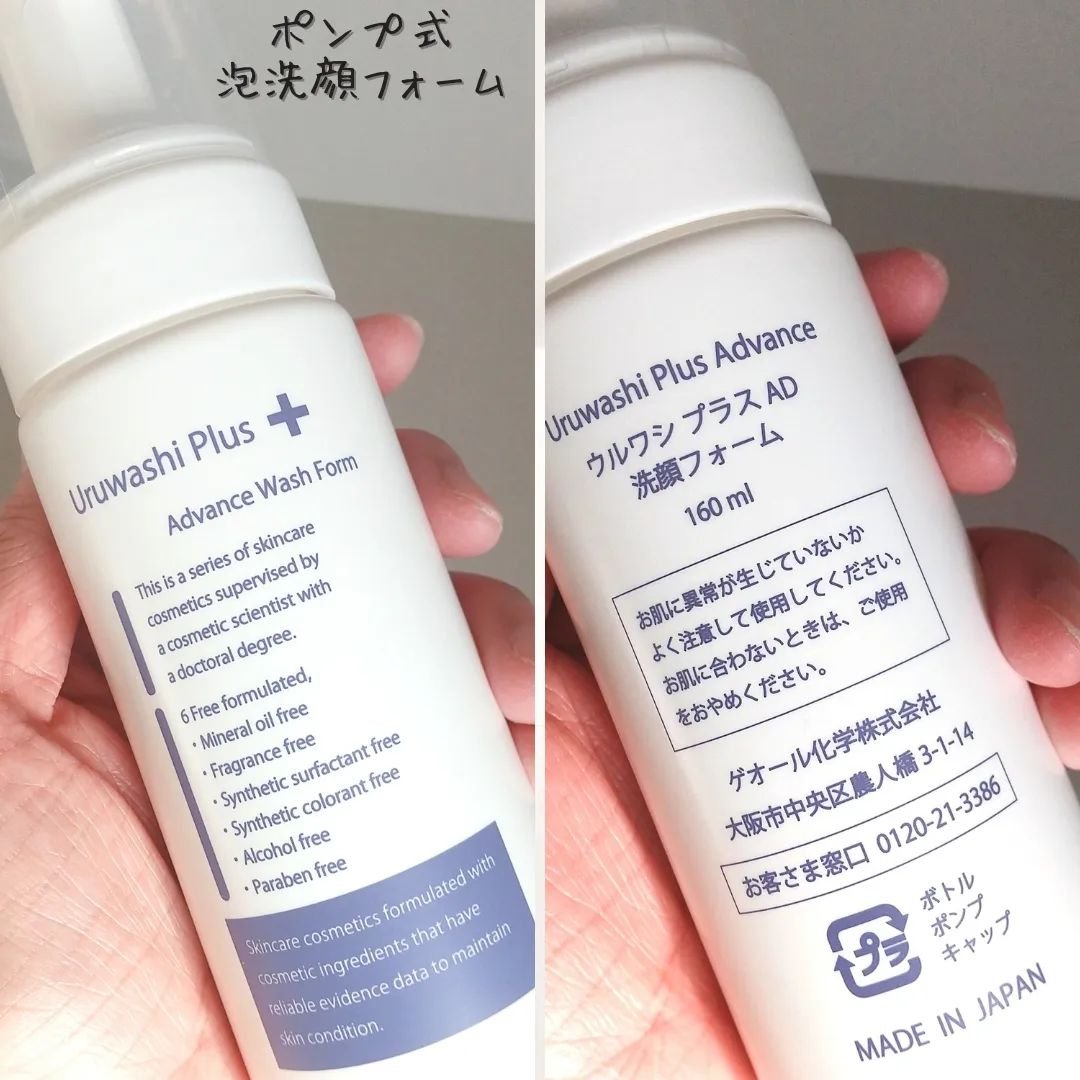 ポンプ式
泡洗顔フォーム
Uruwashi Plus +
Advance Wash Form
This is a series of skincare
cosmetics supervised by
a cosmetic scientist with
a doctoral degree.
6 Free formulated,
・Mineral oil free
・Fragrance free
・Synthetic surfactant free
・Synthetic colorant free
・Alcohol free
・Paraben free
Skincare cosmetics formulated with
cosmetic ingredients that have
reliable evidence data to maintain
skin condition.
Uruwashi Plus Advance
ウルワシ プラス AD
洗顔フォーム
160 ml
お肌に異常が生じていないか
よく注意して使用してください。
お肌に合わないときは、ご使用
をおやめください。
ゲオール化学株式会社
大阪市中央区農人橋 3-1-14
お客さま窓口 0120-21-3386
プラ
ボトル
ポンプ
キャップ
MADE IN JAPAN